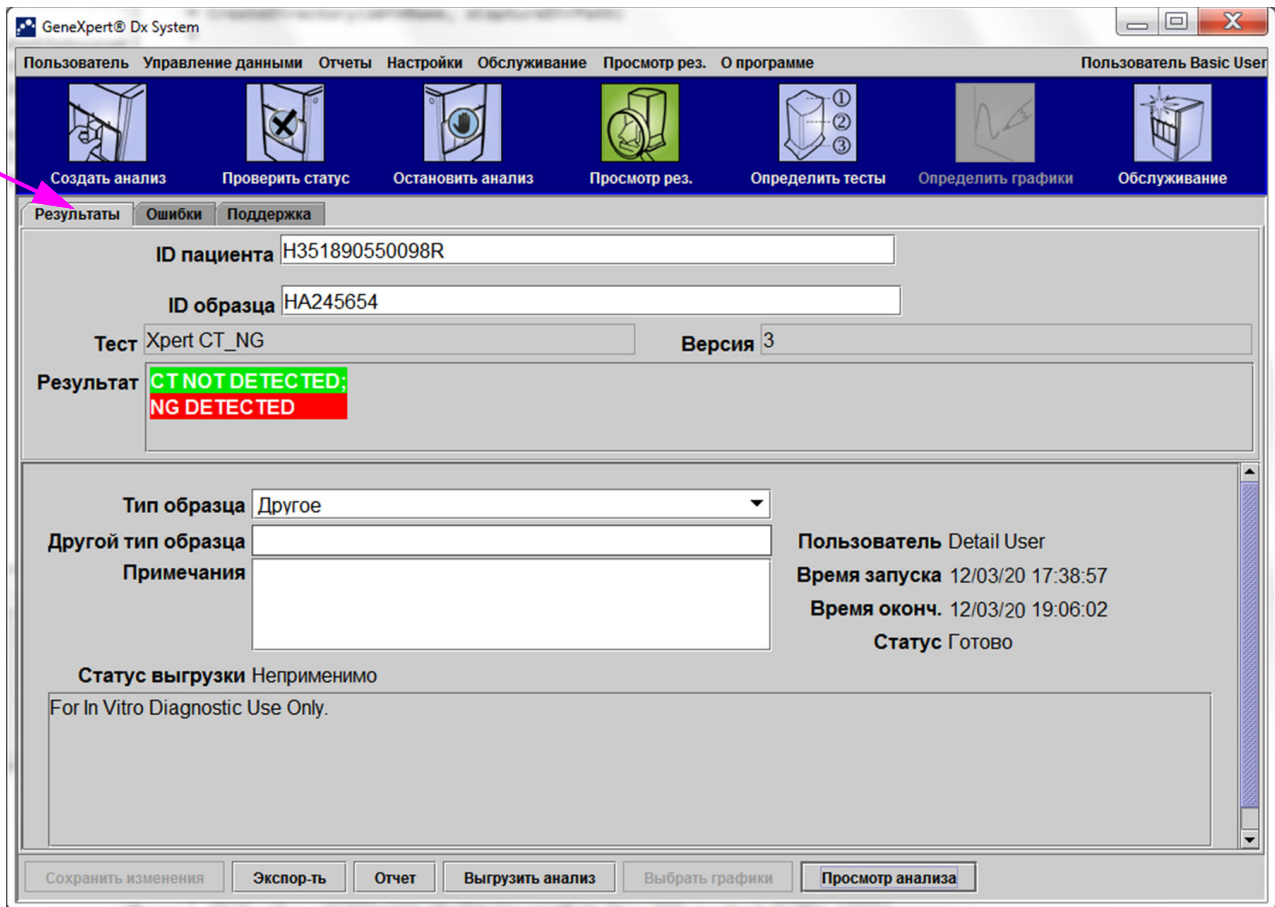 GeneXpert® Dx System
Пользователь Управление данными Отчеты Настройки Обслуживание Просмотр рез. О программе Пользователь Basic User
① ② ③
Создать анализ Проверить статус Остановить анализ Просмотр рез. Определить тесты Определить графики Обслуживание
Результаты Ошибки Поддержка
ID пациента H351890550098R
ID образца HA245654
Тест Xpert CT_NG Версия 3
Результат CT NOT DETECTED;
NG DETECTED
Тип образца Другое
Другой тип образца Пользователь Detail User
Примечания Время запуска 12/03/20 17:38:57
Время оконч. 12/03/20 19:06:02
Статус Готово
Статус выгрузки Неприменимо
For In Vitro Diagnostic Use Only.
Сохранить изменения Экспор-ть Отчет Выгрузить анализ Выбрать графики Просмотр анализа